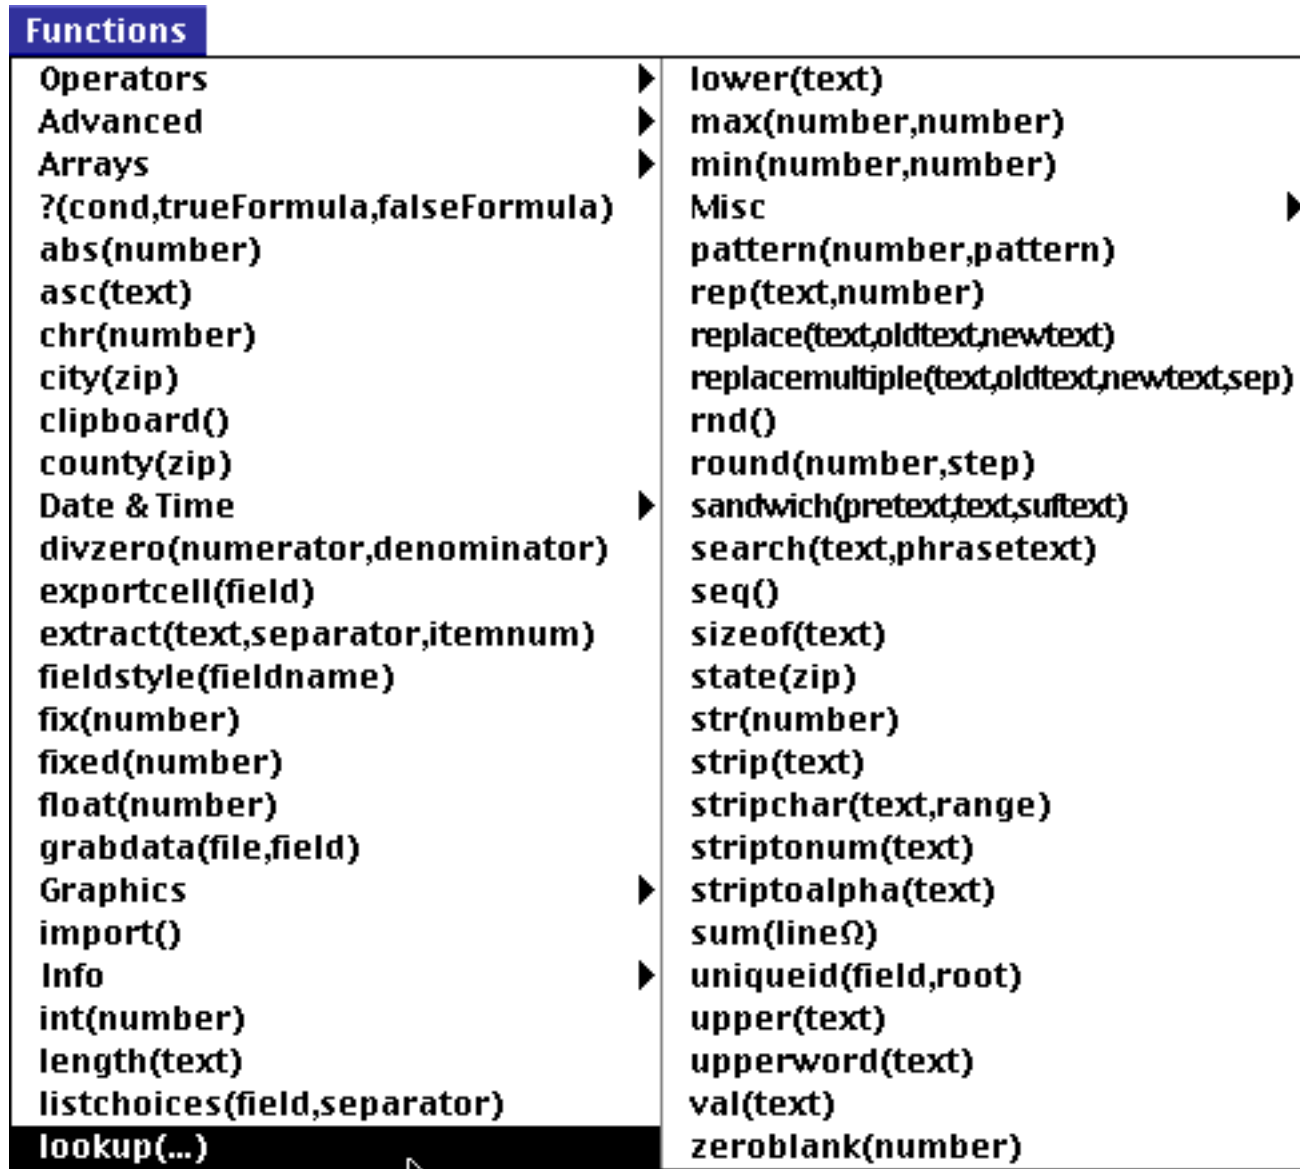 Functions
Operators
Advanced
Arrays
?(cond,trueFormula,falseFormula)
abs(number)
asc(text)
chr(number)
city(zip)
clipboard()
county(zip)
Date & Time
divzero(numerator,denominator)
exportcell(field)
extract(text,separator,itemnum)
fieldstyle(fieldname)
fix(number)
fixed(number)
float(number)
grabdata(file,field)
Graphics
import()
Info
int(number)
length(text)
listchoices(field,separator)
lookup(...)
lower(text)
max(number,number)
min(number,number)
Misc
pattern(number,pattern)
rep(text,number)
replace(text,oldtext,newtext)
replacemultiple(text,oldtext,newtext,sep)
rnd()
round(number,step)
sandwich(pretext,text,suftext)
search(text,phrasetext)
seq()
sizeof(text)
state(zip)
str(number)
strip(text)
stripchar(text,range)
striptonum(text)
striptoalpha(text)
sum(lineΩ)
uniqueid(field,root)
upper(text)
upperword(text)
val(text)
zeroblank(number)